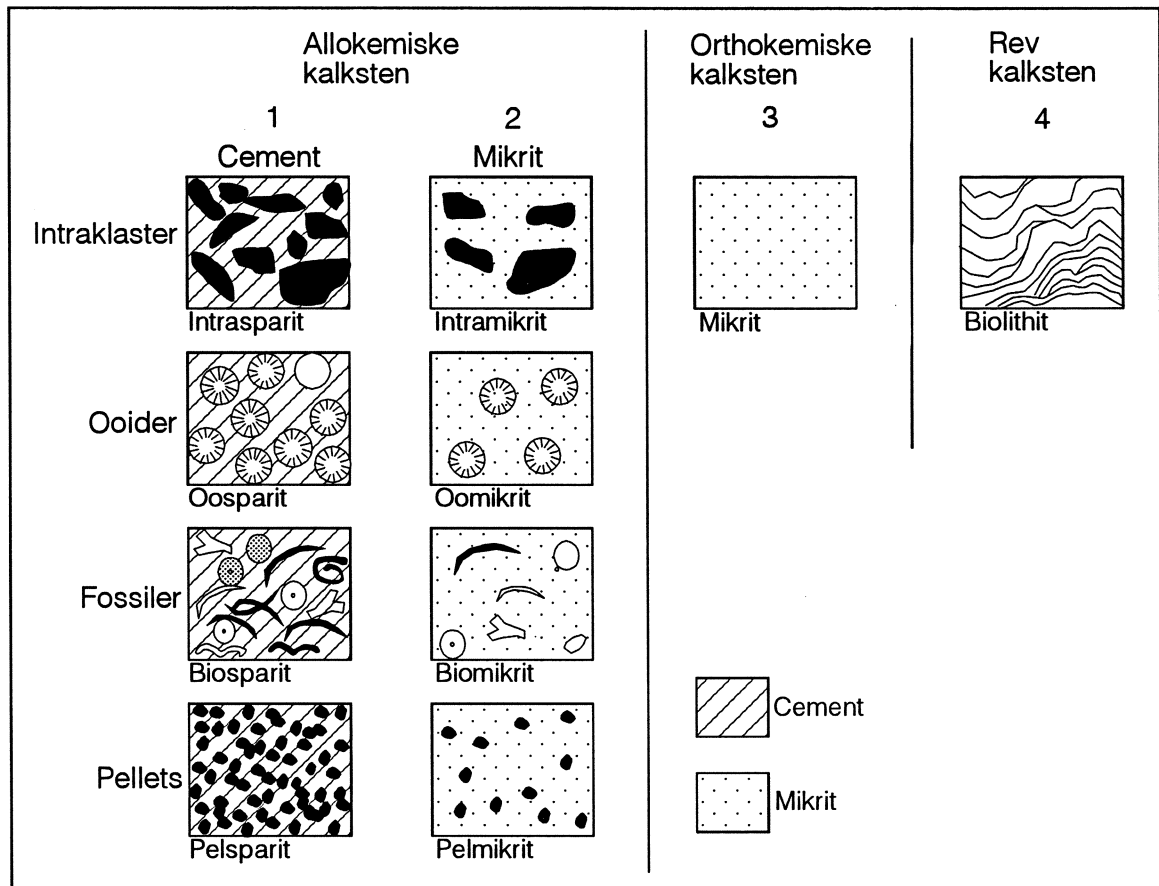 Allokemiske
kalksten
Orthokemiske
kalksten
Rev
kalksten
1
2
3
4
Cement
Mikrit
Intraklaster
Intrasparit
Intramikrit
Mikrit
Biolithit
Ooider
Oosparit
Oomikrit
Fossiler
Biosparit
Biomikrit
Cement
Pellets
Mikrit
Pelsparit
Pelmikrit